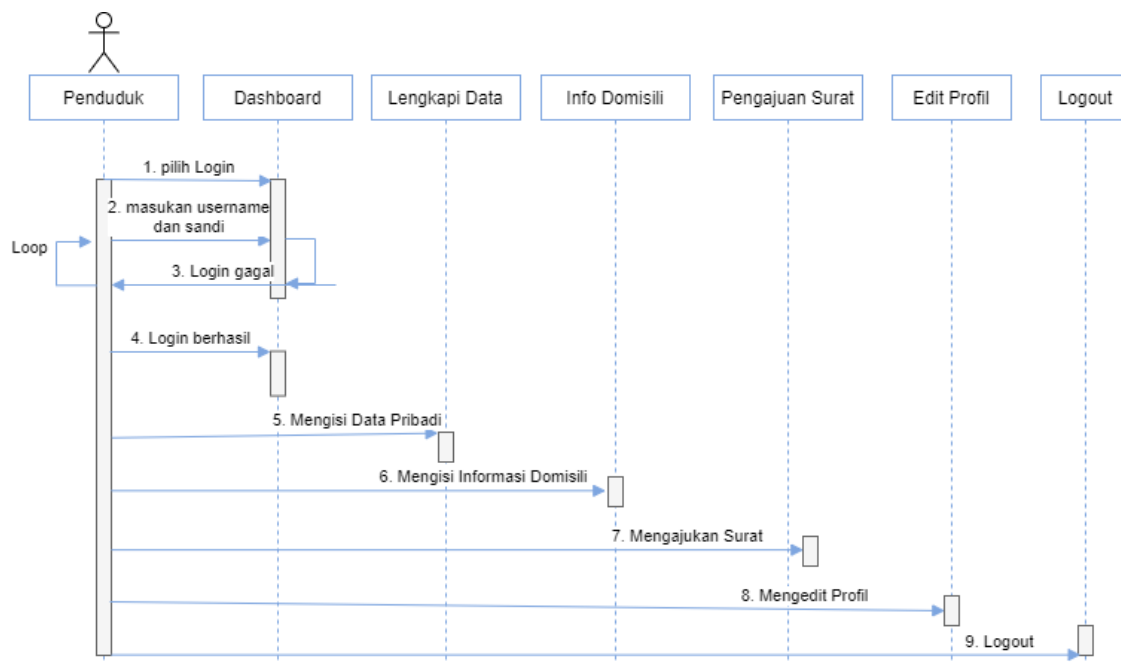 Penduduk
Dashboard
Lengkapi Data
Info Domisili
Pengajuan Surat
Edit Profil
Logout
1. pilih Login
2. masukan username
dan sandi
Loop
3. Login gagal
4. Login berhasil
5. Mengisi Data Pribadi
6. Mengisi Informasi Domisili
7. Mengajukan Surat
8. Mengedit Profil
9. Logout